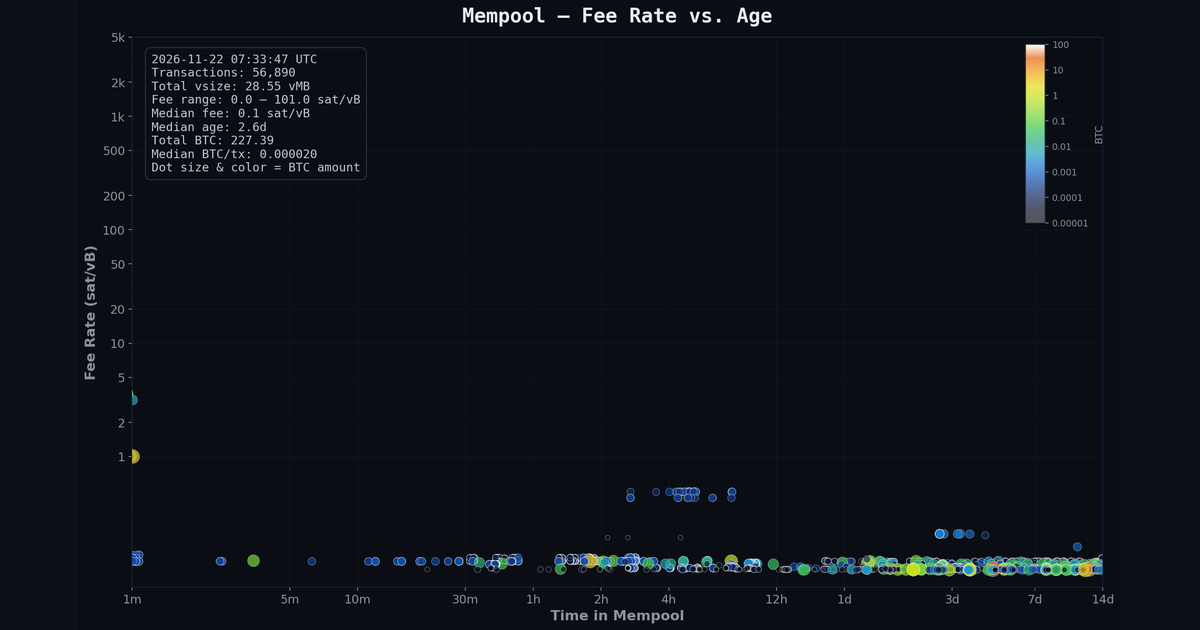 Mempool — Fee Rate vs. Age
2026-11-22 07:33:47 UTC
Transactions: 56,890
Total vsize: 28.55 vMB
Fee range: 0.0 – 101.0 sat/vB
Median fee: 0.1 sat/vB
Median age: 2.6d
Total BTC: 227.39
Median BTC/tx: 0.000020
Dot size & color = BTC amount
5k
2k
1k
500
200
100
50
20
10
5
2
1
Fee Rate (sat/vB)
100
10
1
0.1
0.01
0.001
0.0001
0.00001
BTC
1m 5m 10m 30m 1h 2h 4h 12h 1d 3d 7d 14d
Time in Mempool